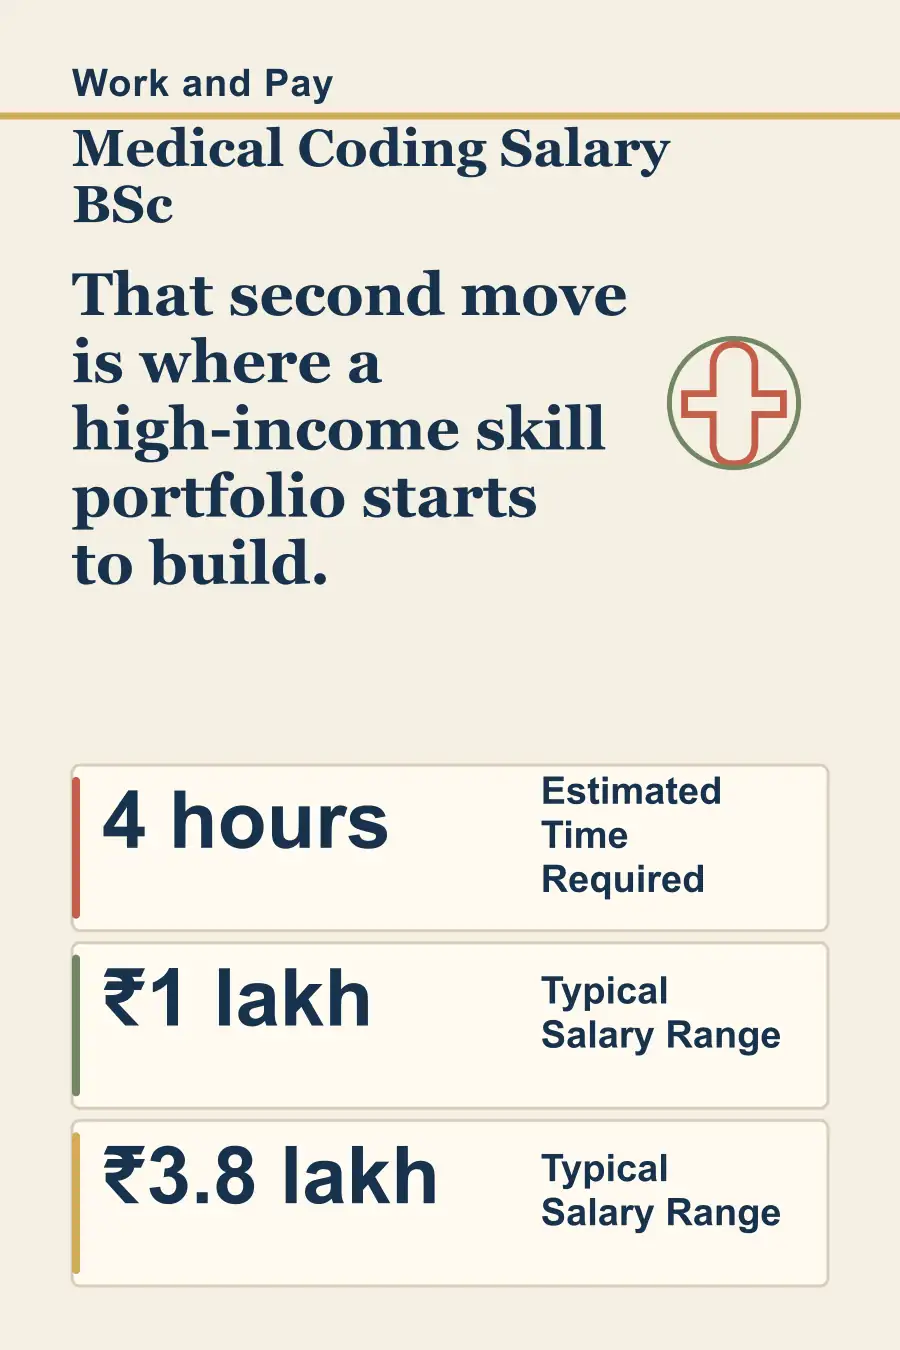 Work and Pay
Medical Coding Salary
BSc
That second move
is where a
high-income skill
portfolio starts
to build.
4 hours
Estimated
Time
Required
₹1 lakh
Typical
Salary Range
₹3.8 lakh
Typical
Salary Range